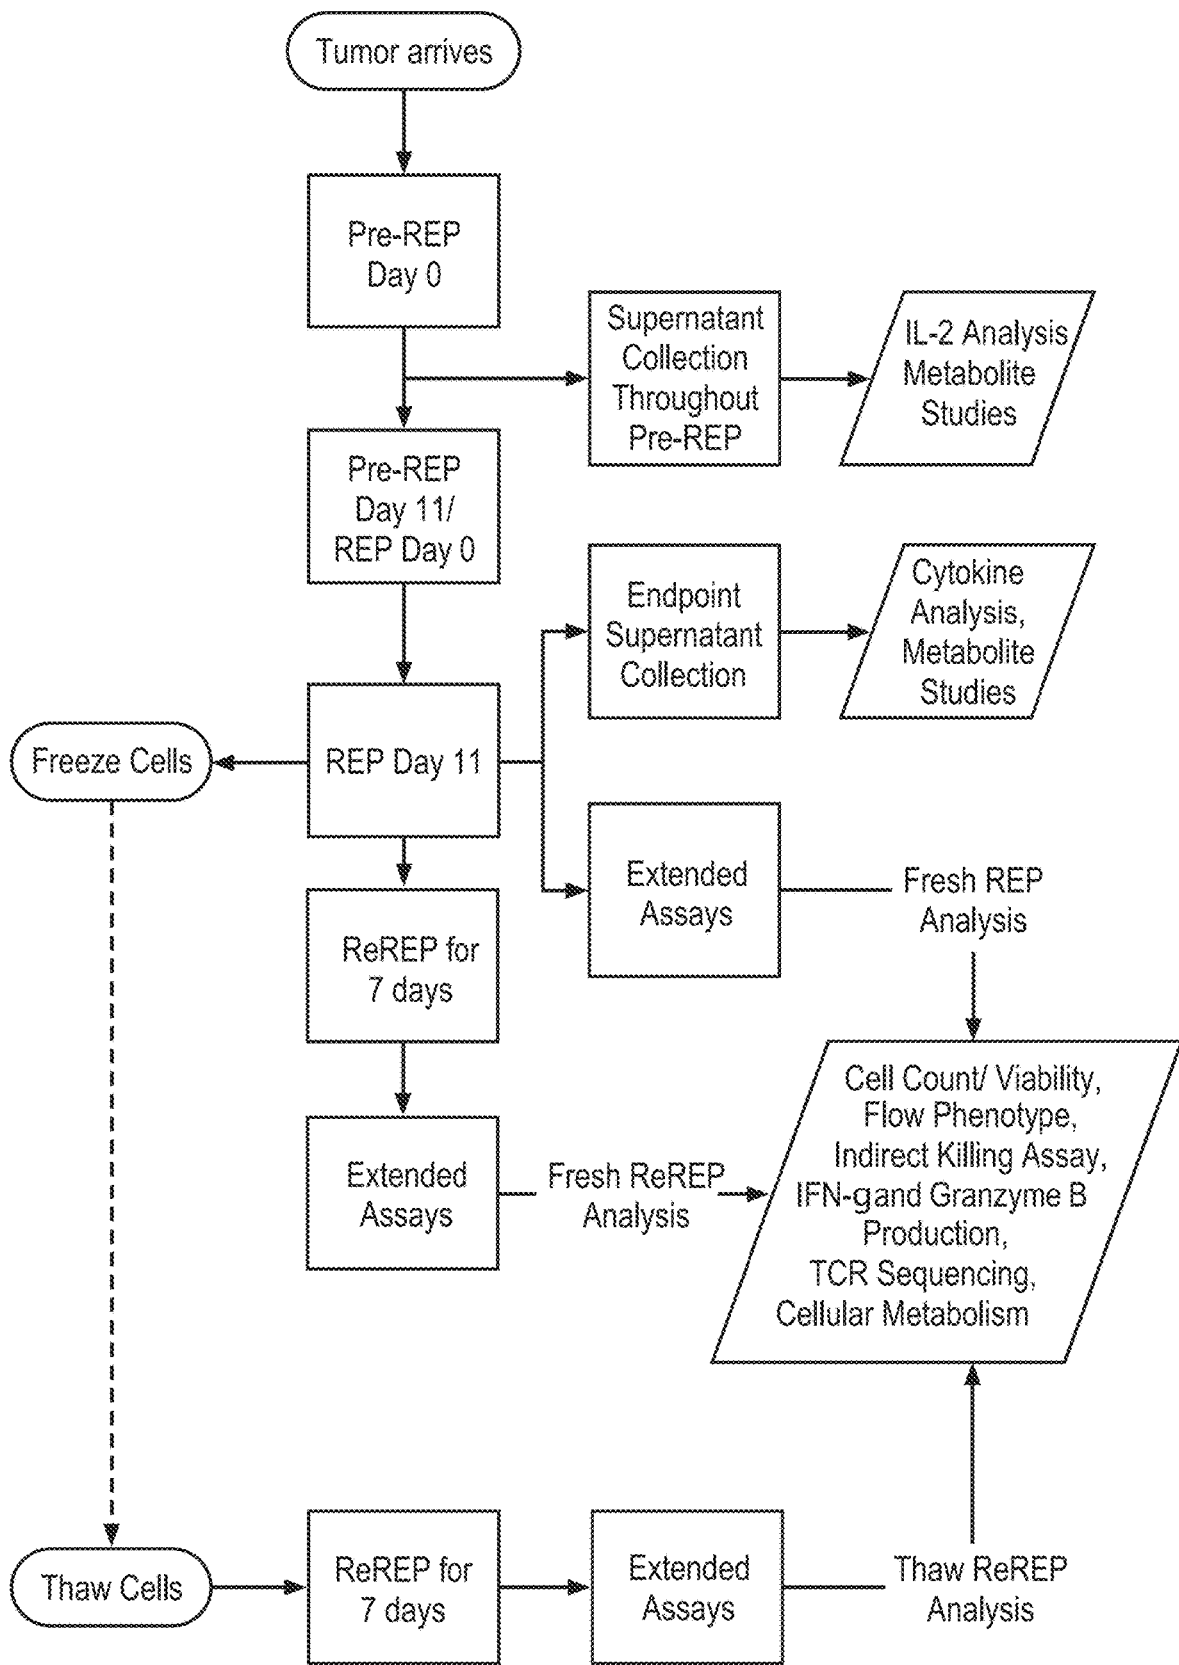 Tumor arrives
Pre-REP
Day 0
Supernatant
Collection
Throughout
Pre-REP
IL-2 Analysis
Metabolite
Studies
Pre-REP
Day 11/
REP Day 0
Endpoint
Supernatant
Collection
Cytokine
Analysis,
Metabolite
Studies
Freeze Cells
REP Day 11
Extended
Assays
Fresh REP
Analysis
ReREP for
7 days
Extended
Assays
Fresh ReREP
Analysis
Cell Count/ Viability,
Flow Phenotype,
Indirect Killing Assay,
IFN-gand Granzyme B
Production,
TCR Sequencing,
Cellular Metabolism
Thaw Cells
ReREP for
7 days
Extended
Assays
Thaw ReREP
Analysis